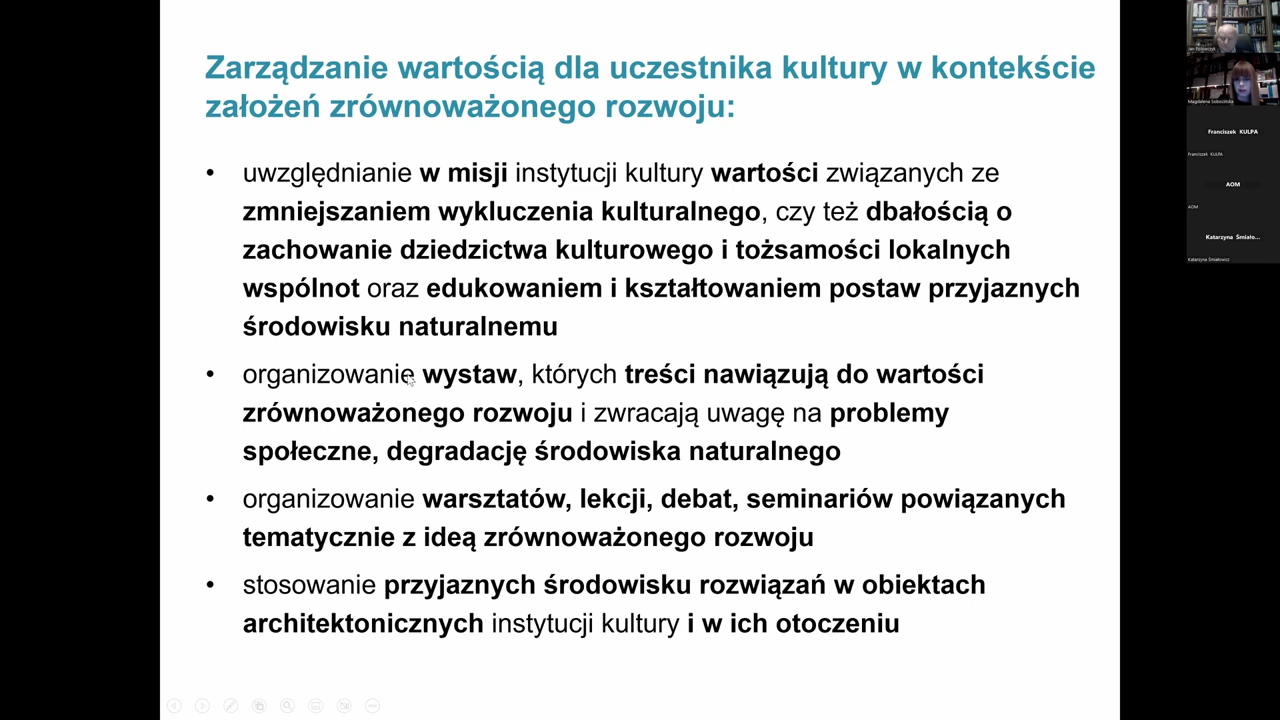 Zarządzanie wartością dla uczestnika kultury w kontekście
założeń zrównoważonego rozwoju:
• uwzględnianie w misji instytucji kultury wartości związanych ze
zmniejszaniem wykluczenia kulturalnego, czy też dbałością o
zachowanie dziedzictwa kulturowego i tożsamości lokalnych
wspólnot oraz edukowaniem i kształtowaniem postaw przyjaznych
środowisku naturalnemu
• organizowanie wystaw, których treści nawiązują do wartości
zrównoważonego rozwoju i zwracają uwagę na problemy
społeczne, degradację środowiska naturalnego
• organizowanie warsztatów, lekcji, debat, seminariów powiązanych
tematycznie z ideą zrównoważonego rozwoju
• stosowanie przyjaznych środowisku rozwiązań w obiektach
architektonicznych instytucji kultury i w ich otoczeniu
Magdalena Sobocińska
Franciszek KULPA
Franciszek KULPA
AOM
AOM
Katarzyna Śmiało...
Katarzyna Śmiałowicz